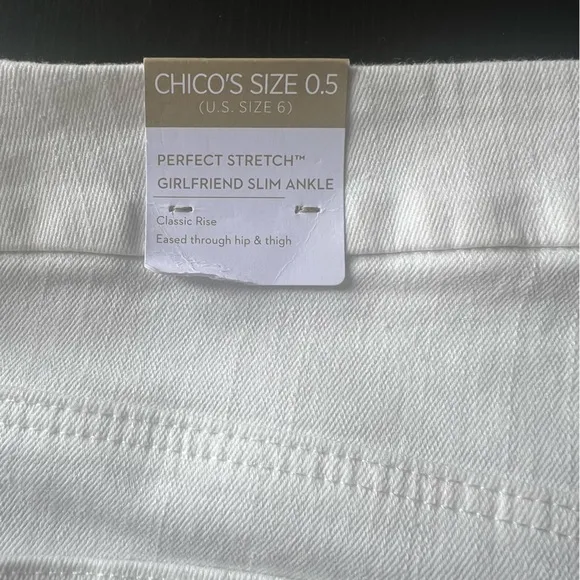 CHICO'S SIZE 0.5
(U.S. SIZE 6)
PERFECT STRETCH™
GIRLFRIEND SLIM ANKLE
Classic Rise
Eased through hip & thigh